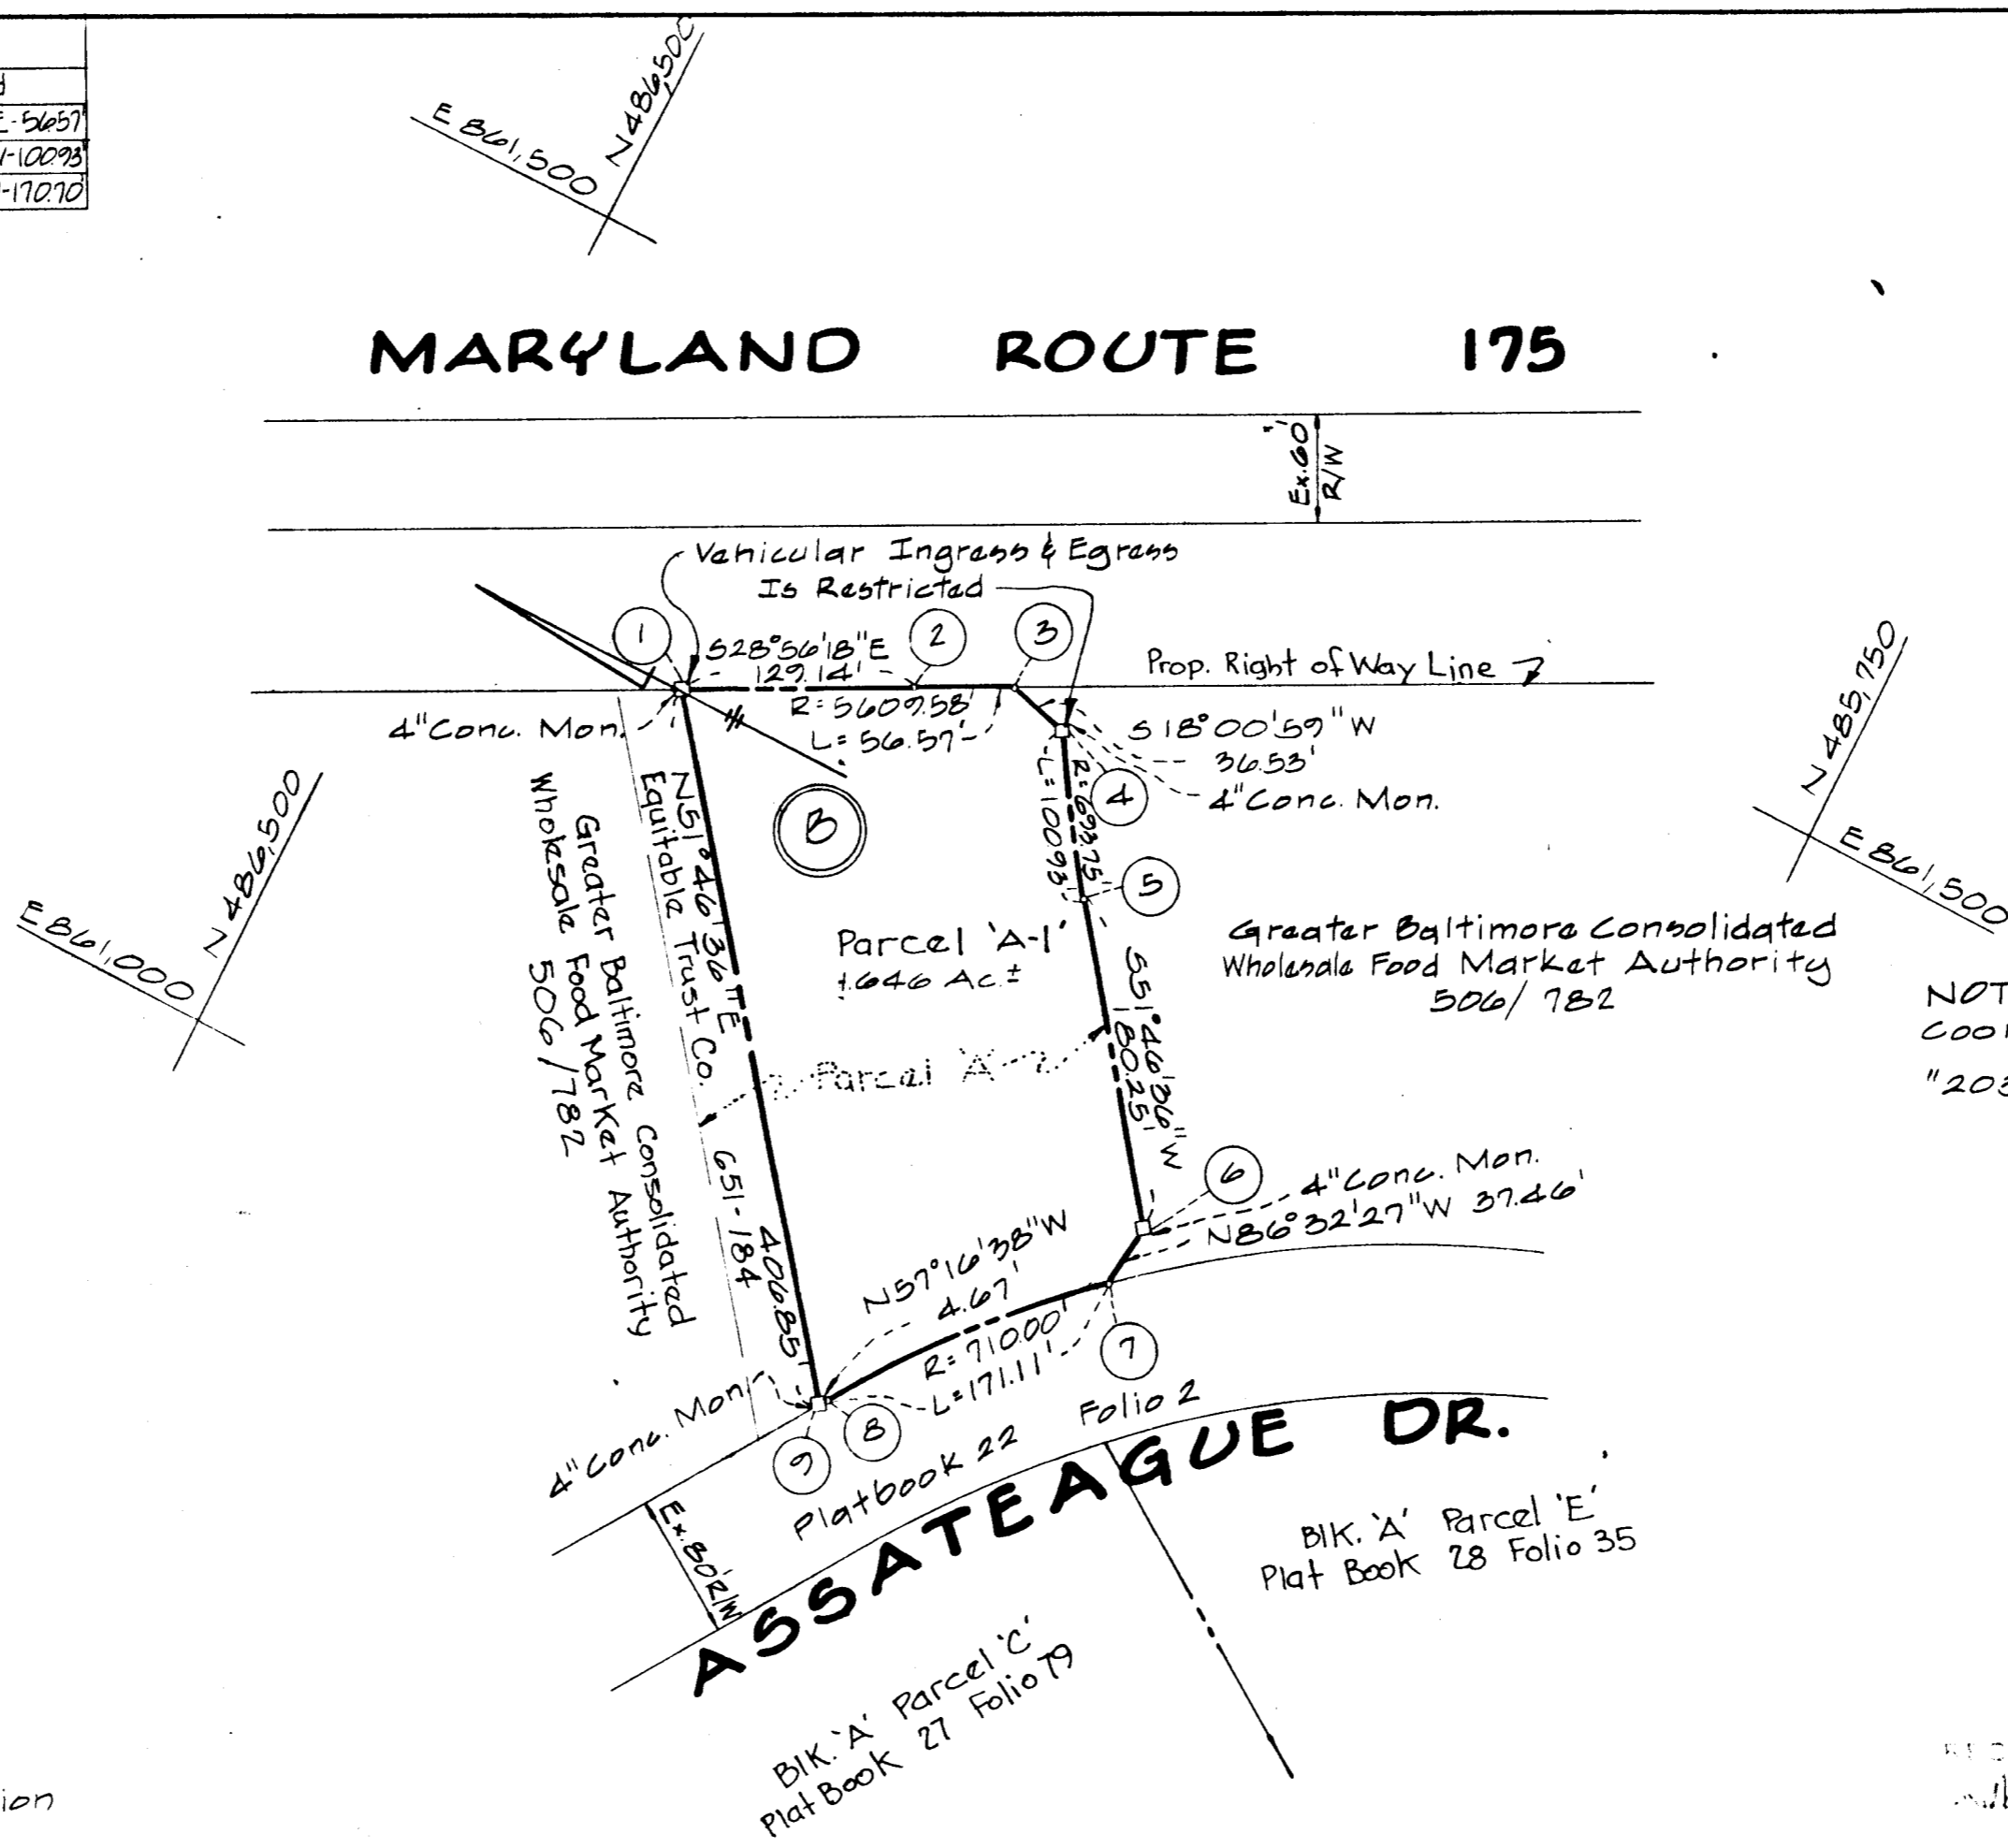 E-56.57'
-100.93'
-170.70'
E 861,500
N 486,500
MARYLAND ROUTE 175
Ex. 60'
R/W
Vehicular Ingress & Egress
Is Restricted
1
2
3
S28°56'18"E
129.14'
Prop. Right of Way Line
R=5609.58'
L=56.57'
4"Conc. Mon.
S18°00'59"W
36.53'
4"Conc. Mon.
4
R=693.75'
L=100.93'
5
B
N 485,750
E 861,500
N 486,500
E 861,000
N51°46'36"E
406.85'
Equitable Trust Co. 651-184
Greater Baltimore Consolidated
Wholesale Food Market Authority
506/782
Parcel 'A-1'
1.646 Ac.±
Parcel 'A'
S51°46'36"W
180.25'
Greater Baltimore Consolidated
Wholesale Food Market Authority
506/782
NOT
COO
"203
6
4"Conc. Mon.
N86°32'27"W 37.46'
N57°16'38"W
4.67'
R=710.00'
L=171.11'
7
8
9
4"Conc. Mon.
Platbook 22 Folio 2
ASSATEAGUE DR.
Ex. 80' R/W
Blk. 'A' Parcel 'E'
Plat Book 28 Folio 35
Blk. 'A' Parcel 'C'
Plat Book 27 Folio 79
ion